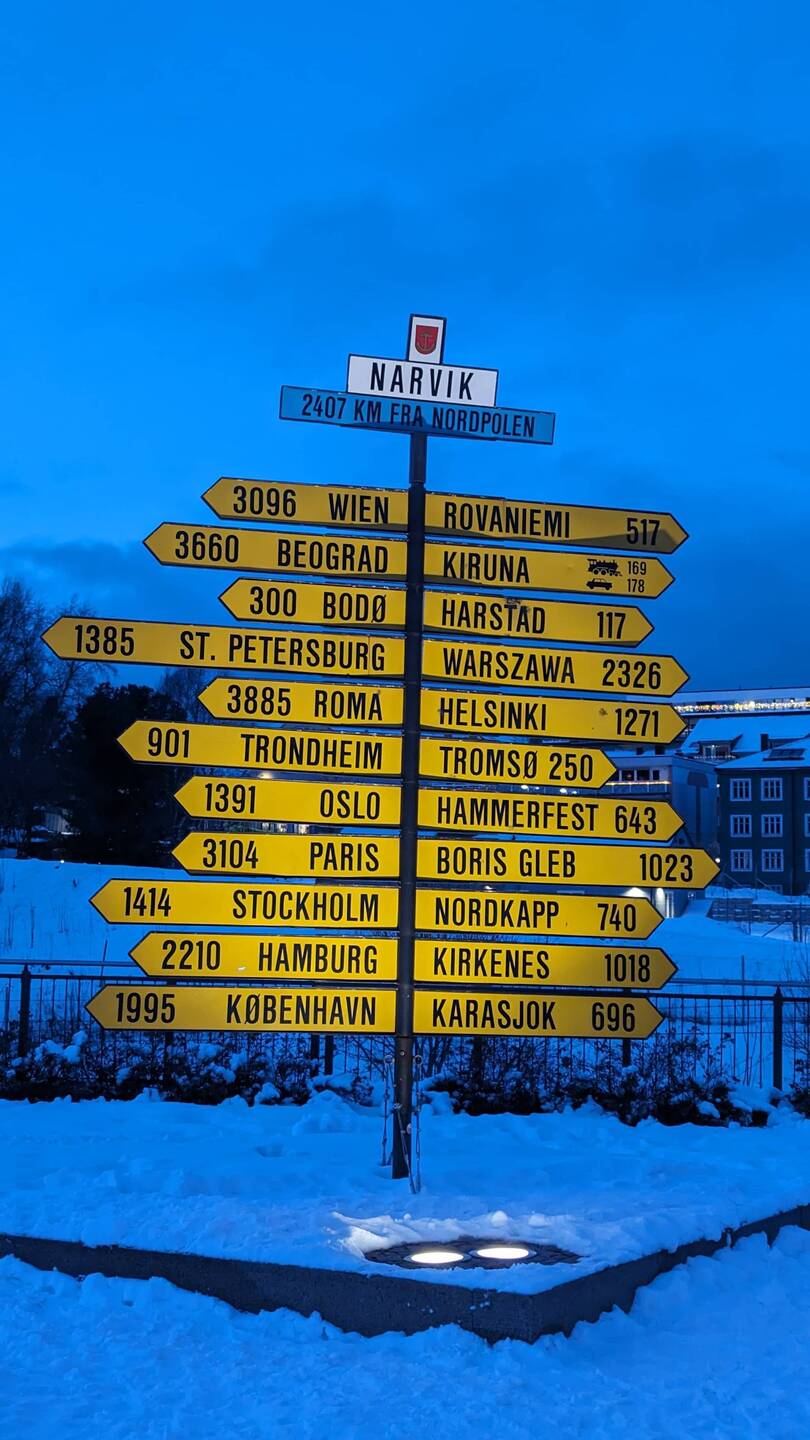 NARVIK
2407 KM FRA NORDPOLEN
3096 WIEN ROVANIEMI 517
3660 BEOGRAD KIRUNA 169
178
300 BODØ HARSTAD 117
1385 ST. PETERSBURG WARSZAWA 2326
3885 ROMA HELSINKI 1271
901 TRONDHEIM TROMSØ 250
1391 OSLO HAMMERFEST 643
3104 PARIS BORIS GLEB 1023
1414 STOCKHOLM NORDKAPP 740
2210 HAMBURG KIRKENES 1018
1995 KØBENHAVN KARASJOK 696